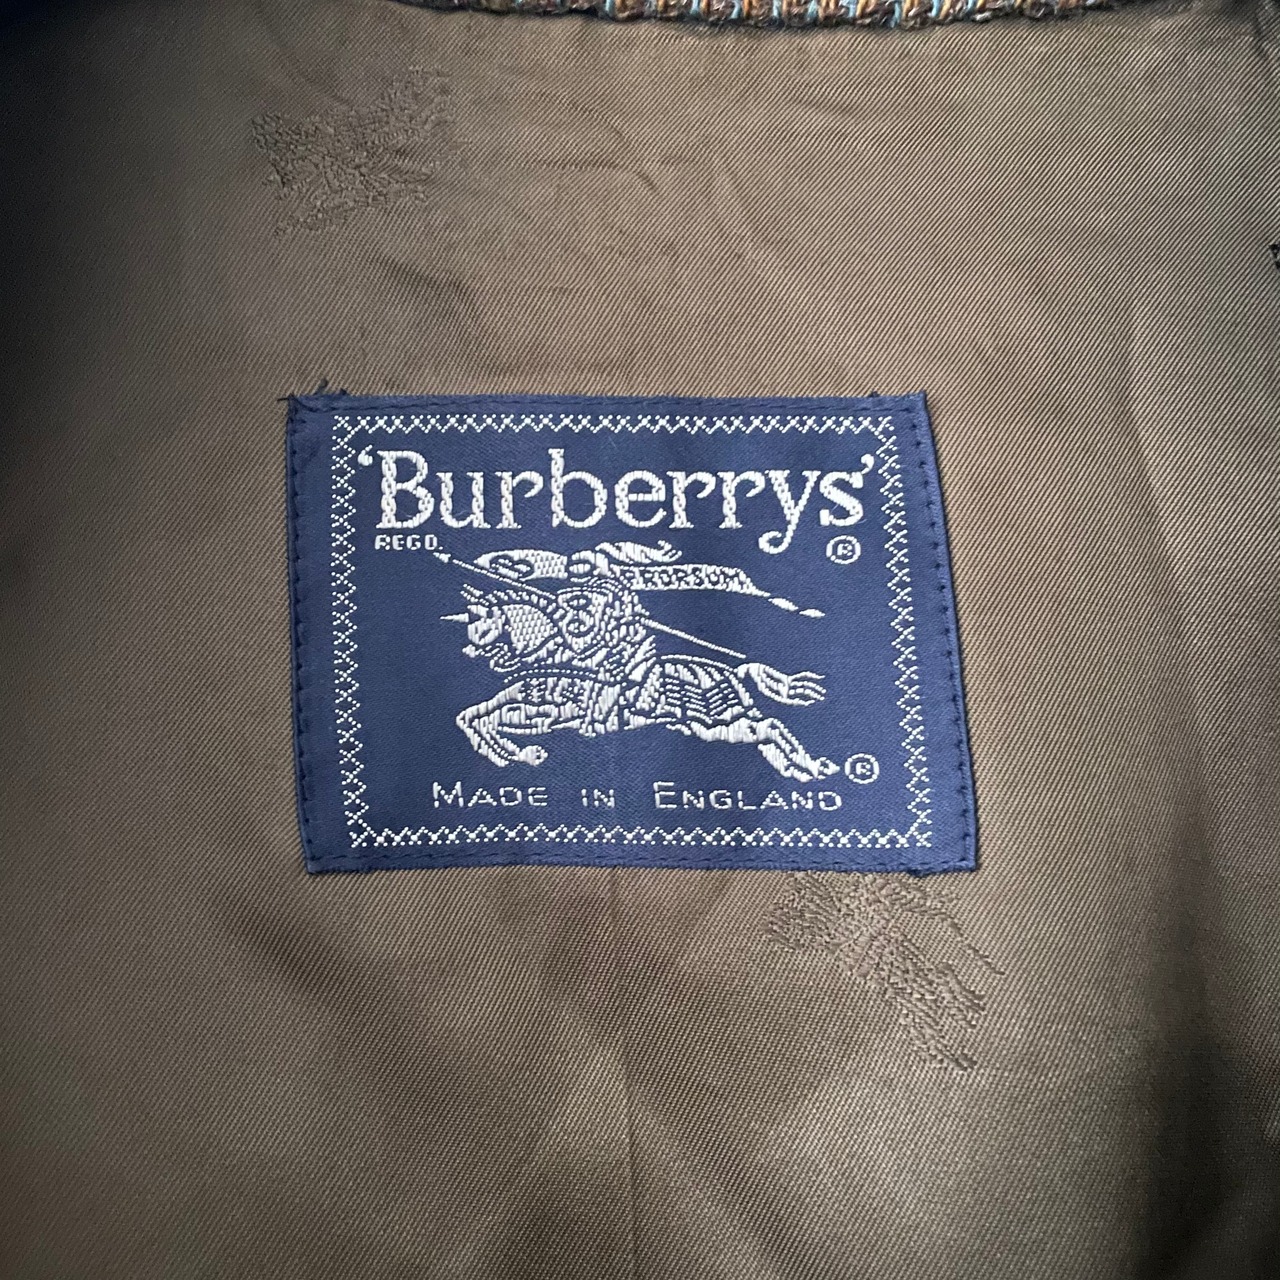 ‘Burberrys’
REGD. ®
PRORSUM
®
MADE IN ENGLAND